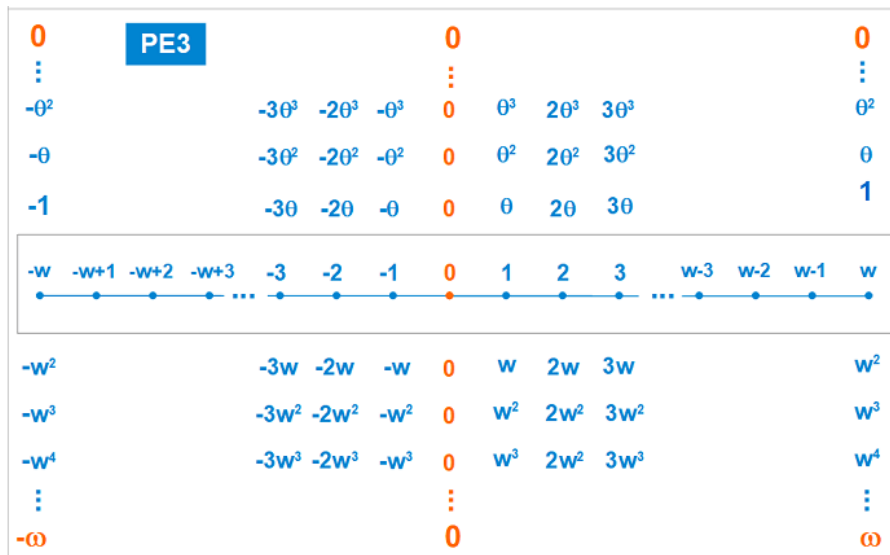 0 PE3 0 0
⋮ ⋮ ⋮
-θ² -3θ³ -2θ³ -θ³ 0 θ³ 2θ³ 3θ³ θ²
-θ -3θ² -2θ² -θ² 0 θ² 2θ² 3θ² θ
-1 -3θ -2θ -θ 0 θ 2θ 3θ 1
-w -w+1 -w+2 -w+3 -3 -2 -1 0 1 2 3 w-3 w-2 w-1 w
... ...
-w² -3w -2w -w 0 w 2w 3w w²
-w³ -3w² -2w² -w² 0 w² 2w² 3w² w³
-w⁴ -3w³ -2w³ -w³ 0 w³ 2w² 3w³ w⁴
⋮ ⋮ ⋮
-ω 0 ω